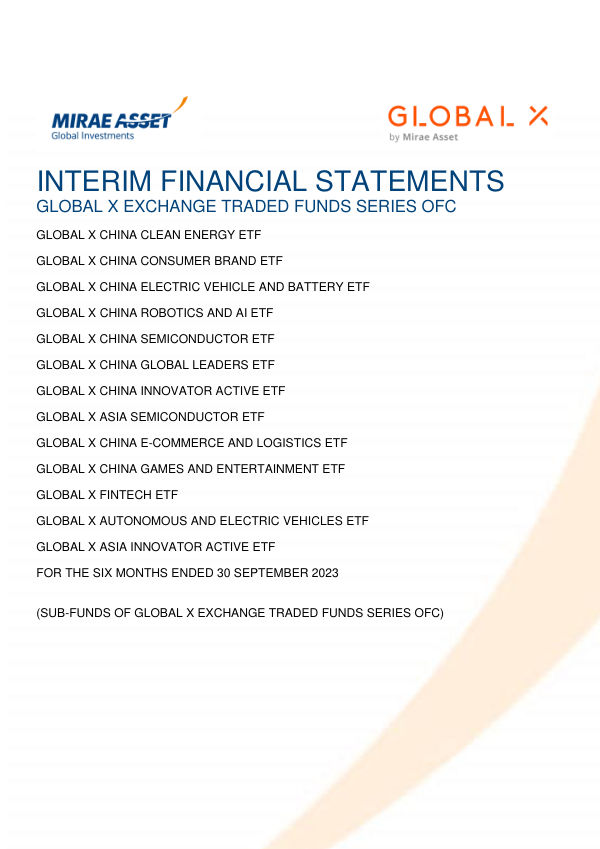 MIRAE ASSET
Global Investments
GLOBAL X
by Mirae Asset
INTERIM FINANCIAL STATEMENTS
GLOBAL X EXCHANGE TRADED FUNDS SERIES OFC
GLOBAL X CHINA CLEAN ENERGY ETF
GLOBAL X CHINA CONSUMER BRAND ETF
GLOBAL X CHINA ELECTRIC VEHICLE AND BATTERY ETF
GLOBAL X CHINA ROBOTICS AND AI ETF
GLOBAL X CHINA SEMICONDUCTOR ETF
GLOBAL X CHINA GLOBAL LEADERS ETF
GLOBAL X CHINA INNOVATOR ACTIVE ETF
GLOBAL X ASIA SEMICONDUCTOR ETF
GLOBAL X CHINA E-COMMERCE AND LOGISTICS ETF
GLOBAL X CHINA GAMES AND ENTERTAINMENT ETF
GLOBAL X FINTECH ETF
GLOBAL X AUTONOMOUS AND ELECTRIC VEHICLES ETF
GLOBAL X ASIA INNOVATOR ACTIVE ETF
FOR THE SIX MONTHS ENDED 30 SEPTEMBER 2023
(SUB-FUNDS OF GLOBAL X EXCHANGE TRADED FUNDS SERIES OFC)